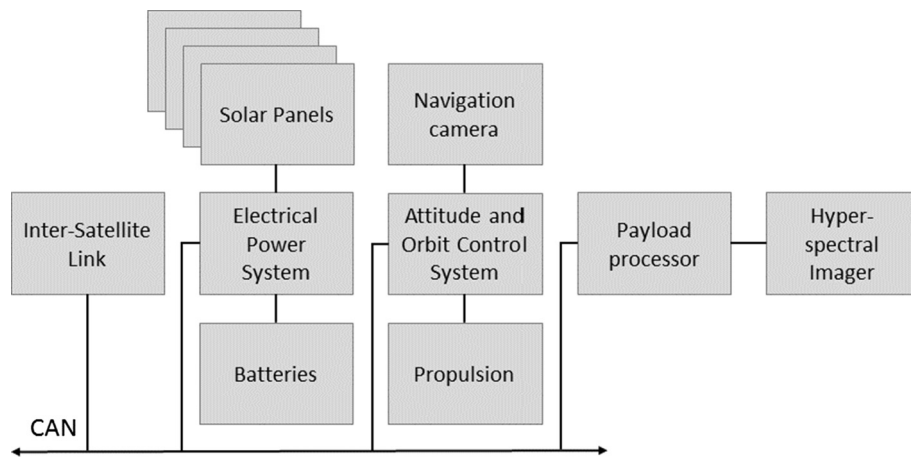 Solar Panels
Navigation
camera
Inter-Satellite
Link
Electrical
Power
System
Attitude and
Orbit Control
System
Payload
processor
Hyper-
spectral
Imager
Batteries
Propulsion
CAN